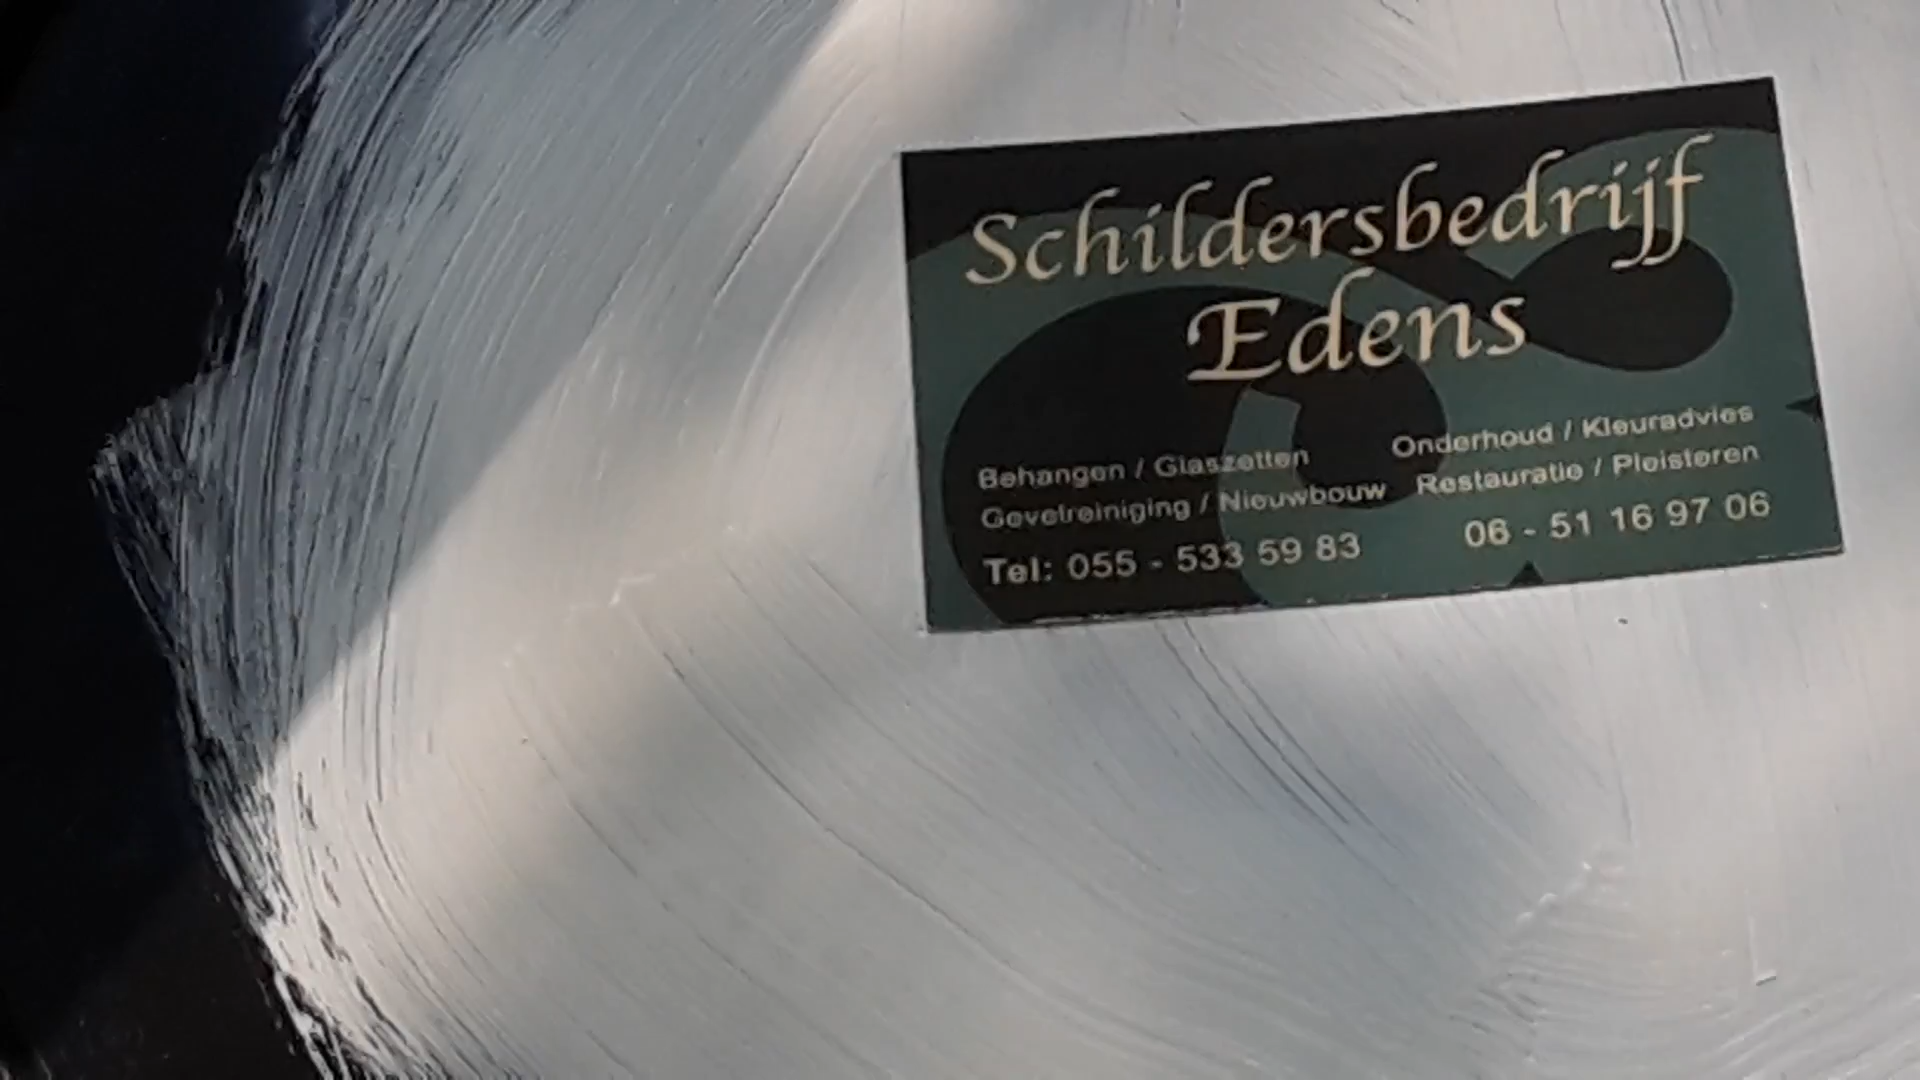 Schildersbedrijf
Edens
Behangen / Glaszetten
Onderhoud / Kleuradvies
Gevelreiniging / Nieuwbouw
Restauratie / Pleisteren
Tel: 055 - 533 59 83
06 - 51 16 97 06